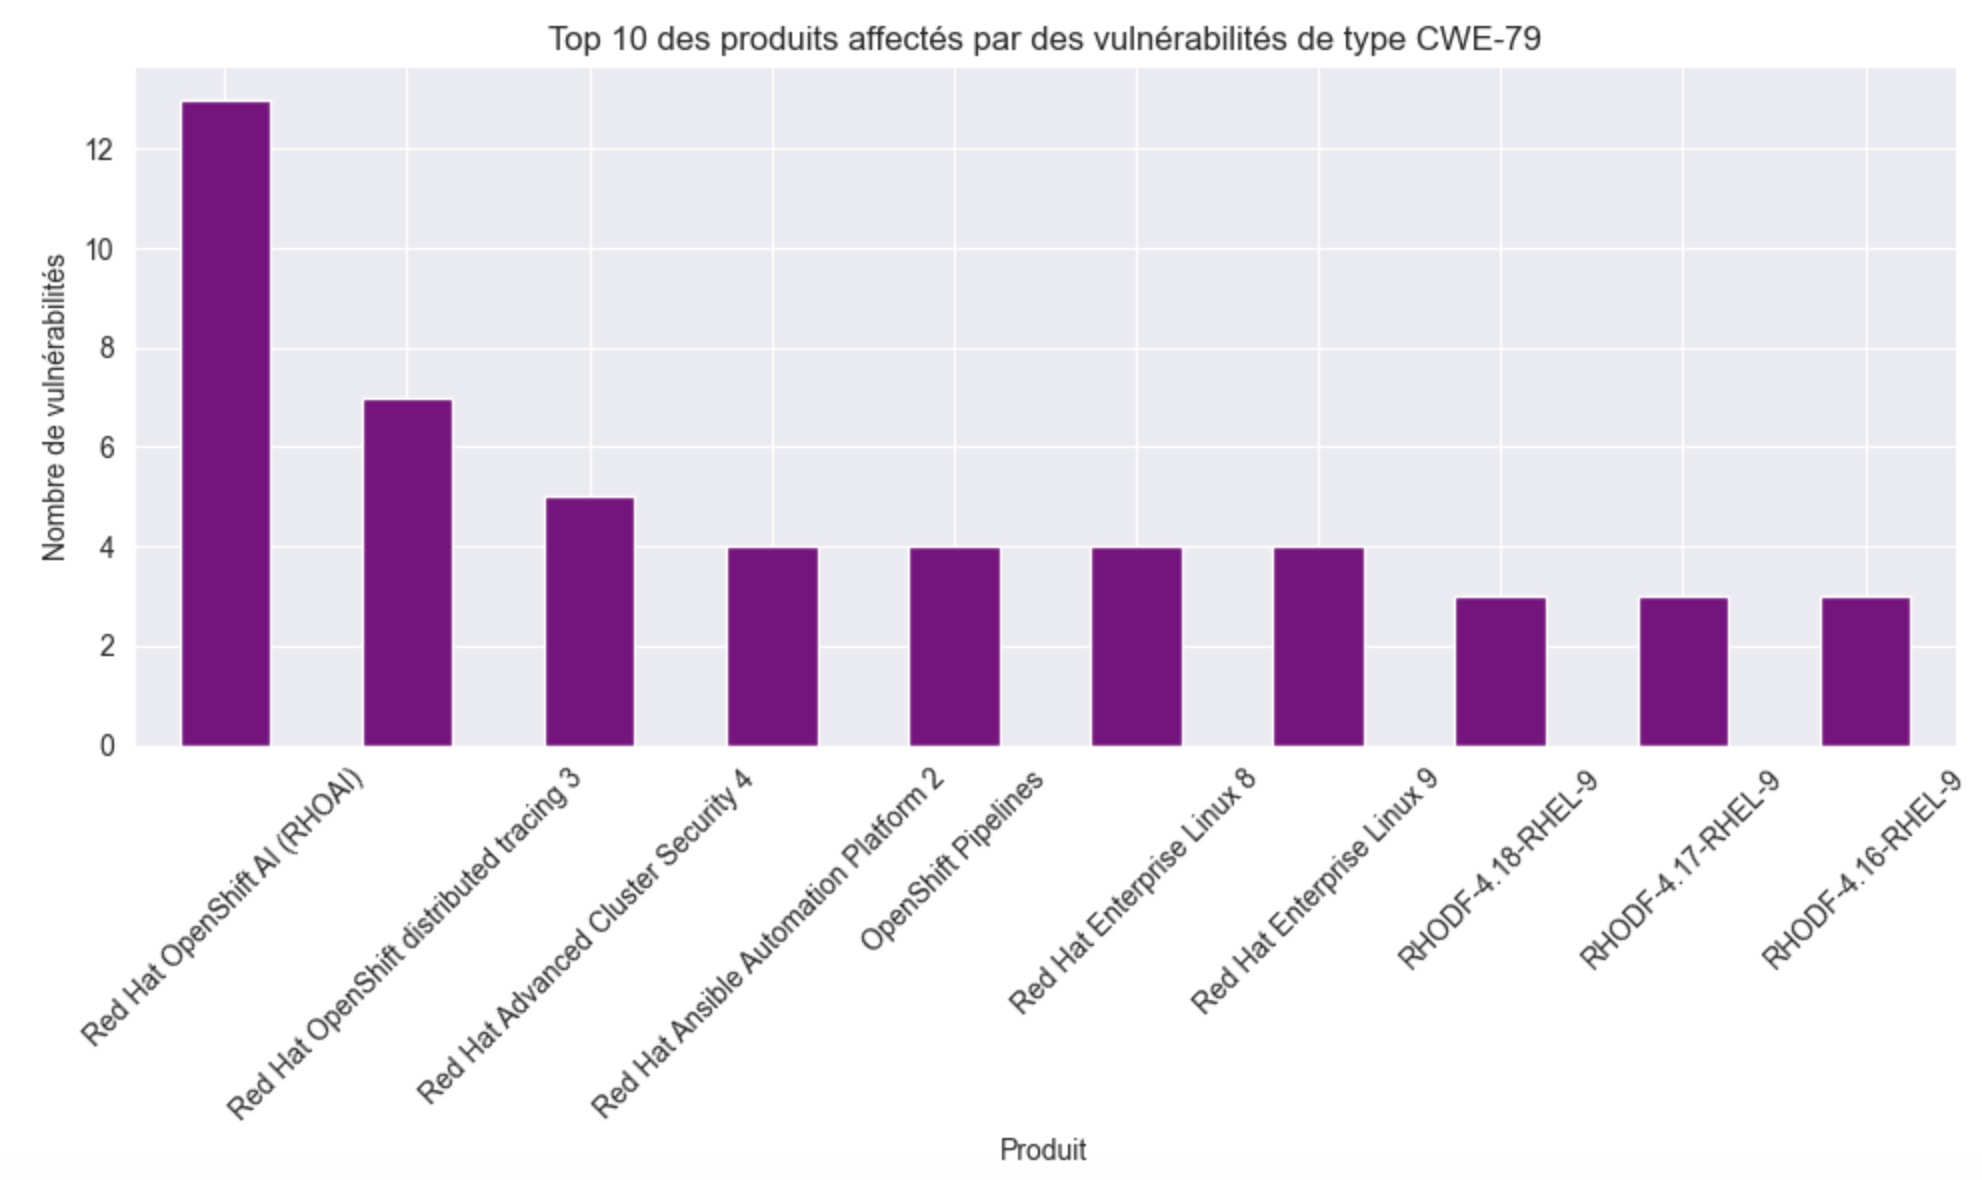 Top 10 des produits affectés par des vulnérabilités de type CWE-79
Nombre de vulnérabilités
12
10
8
6
4
2
0
Red Hat OpenShift AI (RHOAI)
Red Hat OpenShift distributed tracing 3
Red Hat Advanced Cluster Security 4
Red Hat Ansible Automation Platform 2
OpenShift Pipelines
Red Hat Enterprise Linux 8
Red Hat Enterprise Linux 9
RHODF-4.18-RHEL-9
RHODF-4.17-RHEL-9
RHODF-4.16-RHEL-9
Produit